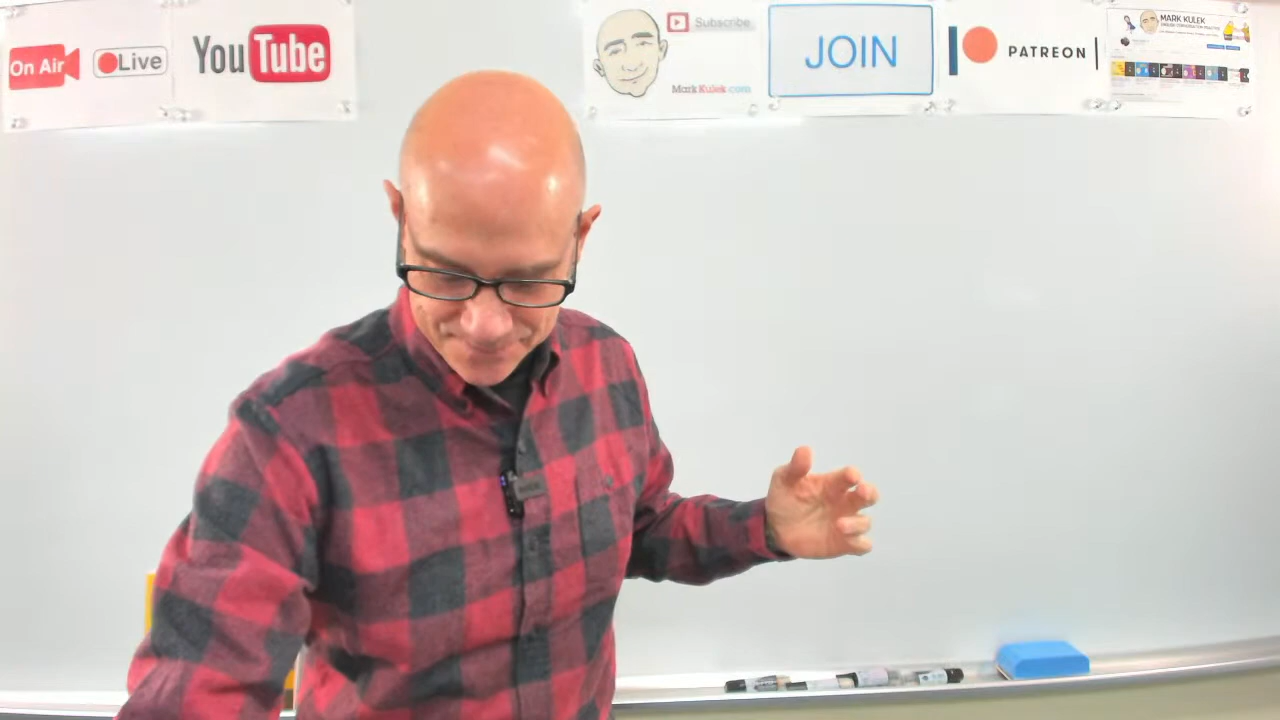 On Air
Live
YouTube
Subscribe
MarkKulek.com
JOIN
PATREON
MARK KULEK